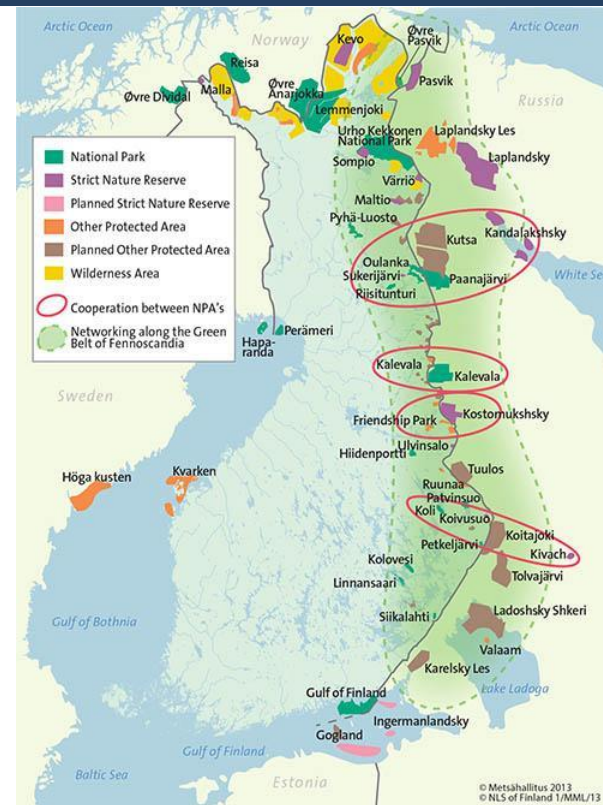 Arctic Ocean
Norway
Arctic Ocean
Øvre
Pasvik
Kevo
Reisa
Øvre
Anarjokka
Pasvik
Malla
Øvre Dividal
Lemmenjoki
Russia
Urho Kekkonen
National Park
Laplandsky Les
Laplandsky
Sompio
Värriö
Maltio
Pyhä-Luosto
Kutsa
Kandalakshsky
Oulanka
Sukerijärvi
Paanajärvi
Riisitunturi
White Sea
National Park
Strict Nature Reserve
Planned Strict Nature Reserve
Other Protected Area
Planned Other Protected Area
Wilderness Area
Cooperation between NPA's
Networking along the Green
Belt of Fennoscandia
Perämeri
Hapa-
randa
Kalevala
Kalevala
Sweden
Kostomukshsky
Friendship Park
Ulvinsalo
Hiidenportti
Höga kusten
Kvarken
Tuulos
Ruunaa
Patvinsuo
Koli
Koivusuo
Koitajoki
Petkeljärvi
Kivach
Kolovesi
Tolvajärvi
Linnansaari
Siikalahti
Ladoshsky Shkeri
Gulf of Bothnia
Valaam
Karelsky Les
Lake Ladoga
Gulf of Finland
Ingermanlandsky
Gogland
Gulf of Finland
Baltic Sea
Estonia
© Metsähallitus 2013
© NLS of Finland 1/MML/13